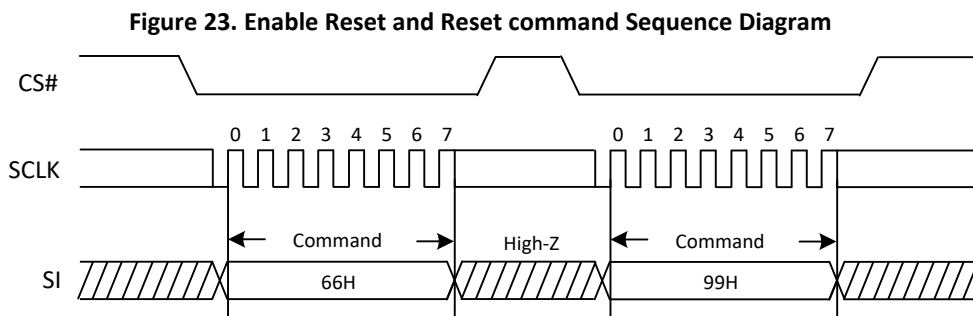 Figure 23. Enable Reset and Reset command Sequence Diagram
CS#
0 1 2 3 4 5 6 7 0 1 2 3 4 5 6 7
SCLK
Command High-Z Command
SI 66H 99H